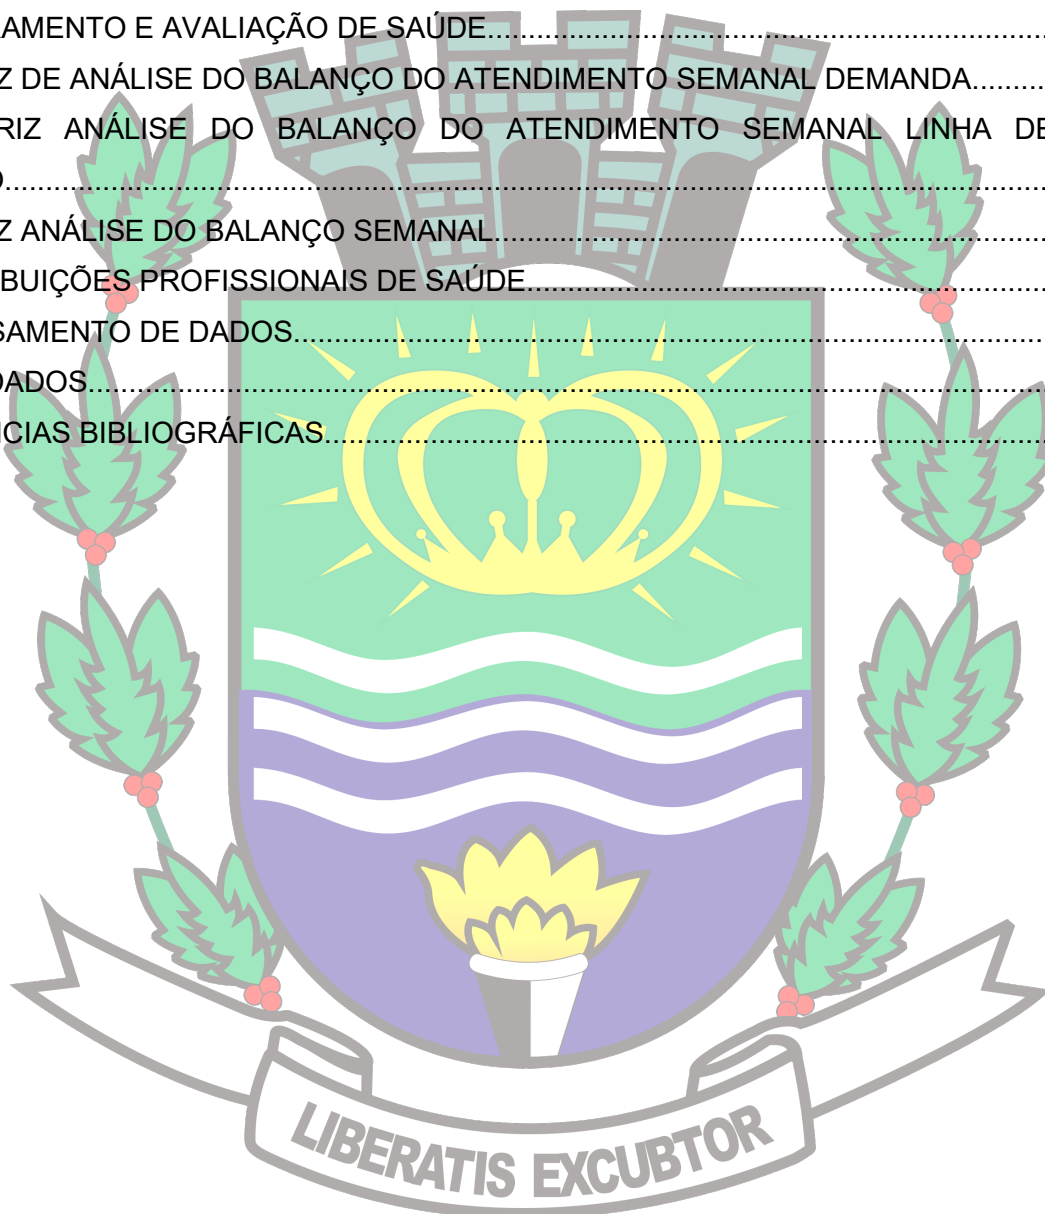 AMENTO E AVALIAÇÃO DE SAÚDE
Z DE ANÁLISE DO BALANÇO DO ATENDIMENTO SEMANAL DEMANDA
RIZ ANÁLISE DO BALANÇO DO ATENDIMENTO SEMANAL LINHA DE
O
Z ANÁLISE DO BALANÇO SEMANAL
BUIÇÕES PROFISSIONAIS DE SAÚDE
SAMENTO DE DADOS
DADOS
NCIAS BIBLIOGRÁFICAS
LIBERATIS EXCUBTOR